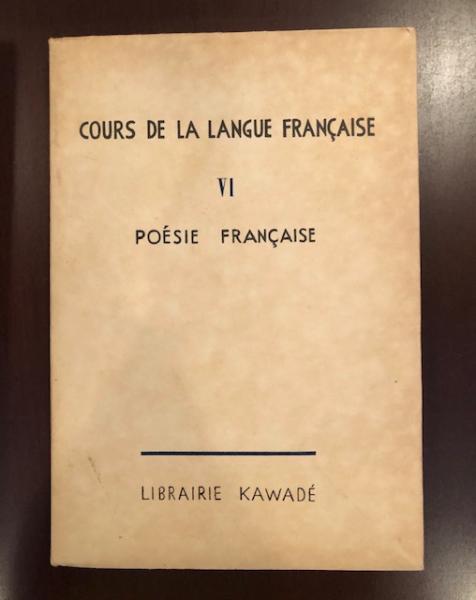 COURS DE LA LANGUE FRANÇAISE
VI
POÉSIE FRANÇAISE
LIBRAIRIE KAWADÉ